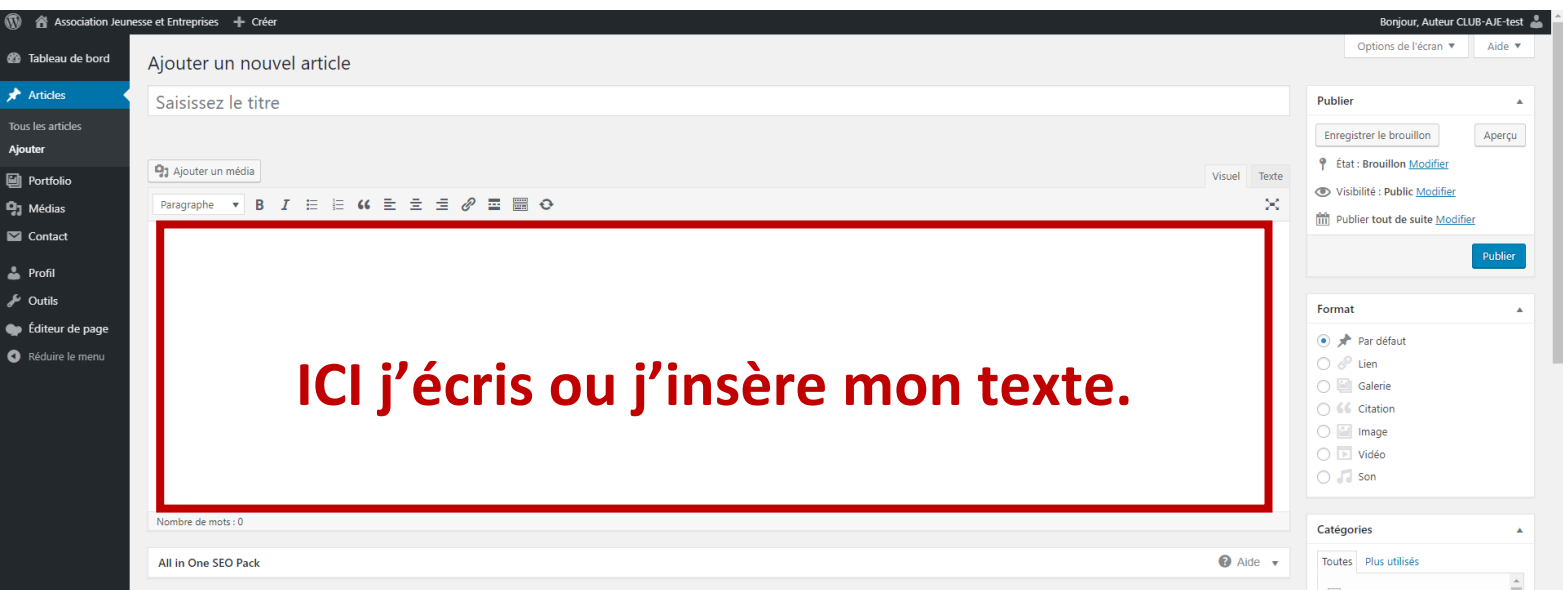 Association Jeunesse et Entreprises + Créer Bonjour, Auteur CLUB-AJE-test
Options de l'écran ▼ Aide ▼
Tableau de bord
Articles
Tous les articles
Ajouter
Portfolio
Médias
Contact
Profil
Outils
Éditeur de page
Réduire le menu
Ajouter un nouvel article
Saisissez le titre
Ajouter un média
Visuel Texte
Paragraphe ▼ B I
ICI j'écris ou j'insère mon texte.
Nombre de mots : 0
All in One SEO Pack Aide ▼
Publier
Enregistrer le brouillon Aperçu
État : Brouillon Modifier
Visibilité : Public Modifier
Publier tout de suite Modifier
Publier
Format
Par défaut
Lien
Galerie
Citation
Image
Vidéo
Son
Catégories
Toutes Plus utilisés